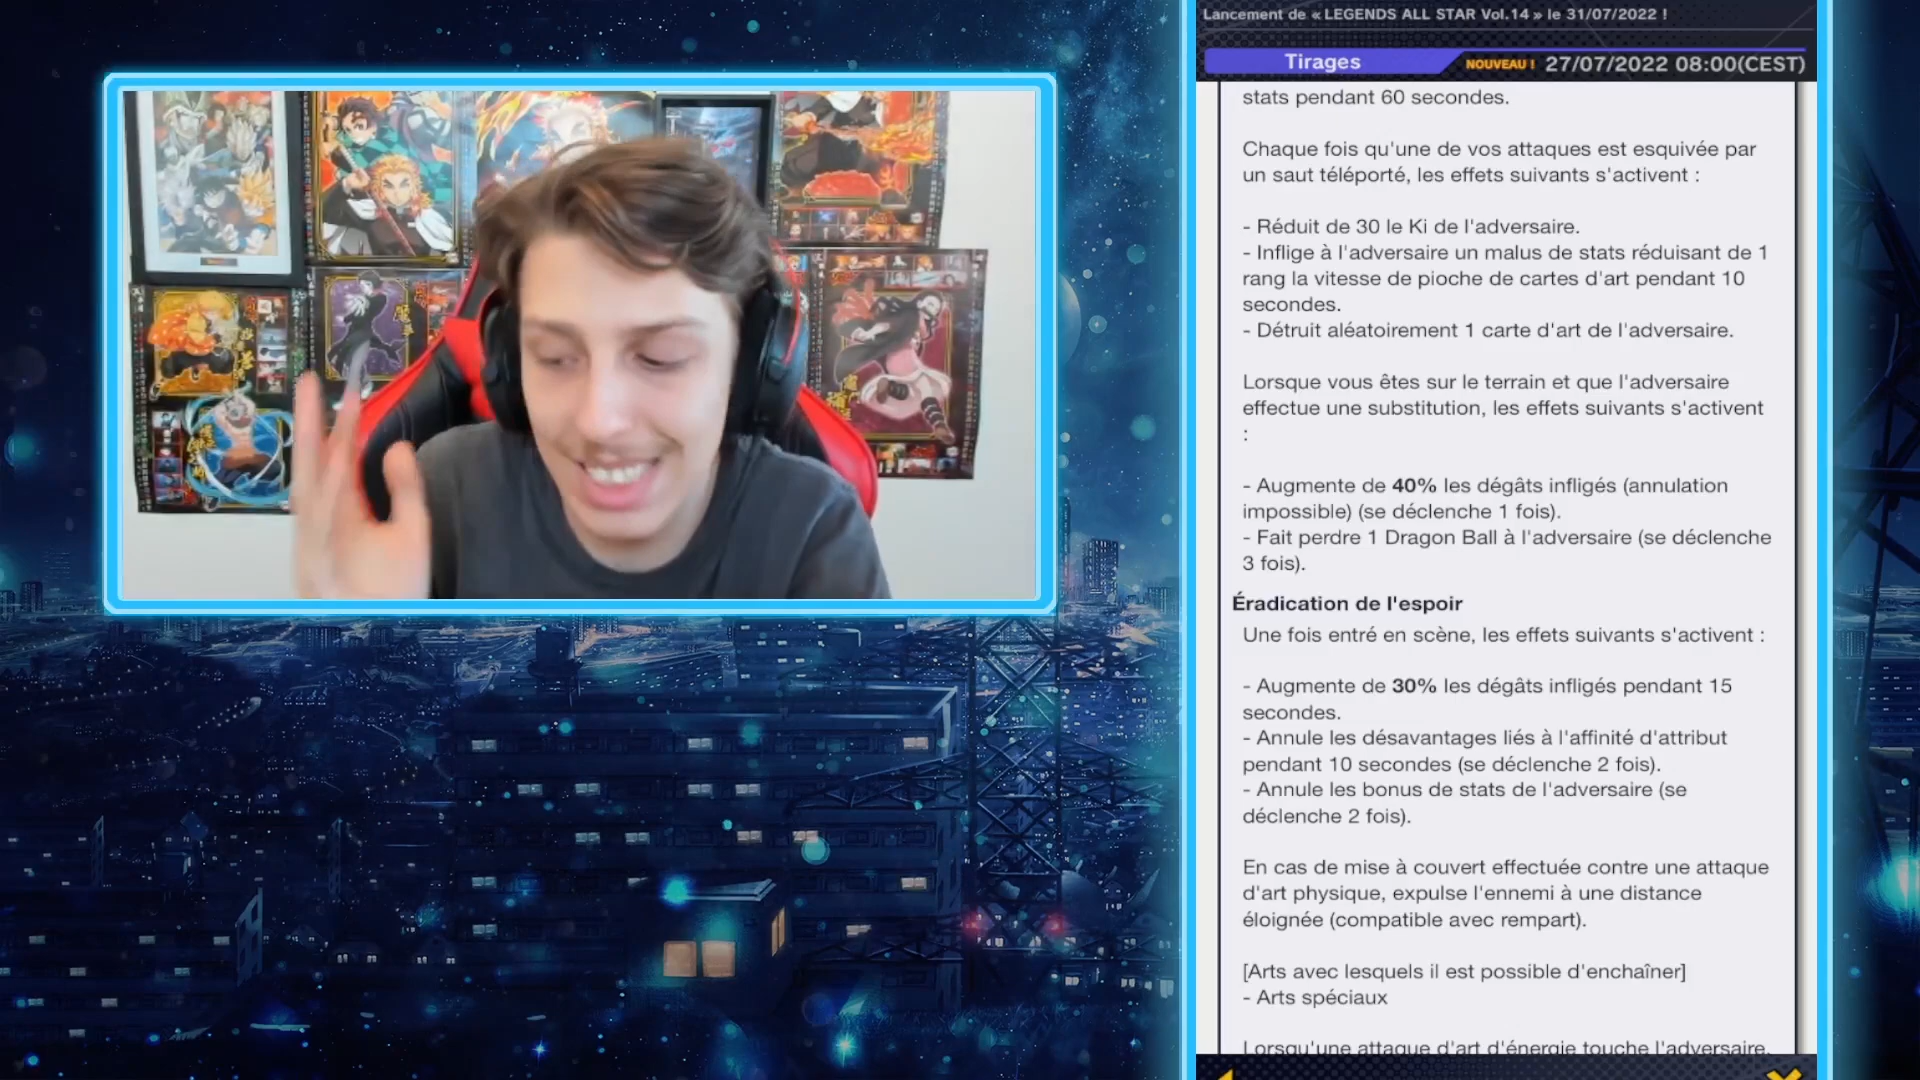 Lancement de « LEGENDS ALL STAR Vol.14 » le 31/07/2022 !
Tirages
NOUVEAU ! 27/07/2022 08:00(CEST)
stats pendant 60 secondes.
Chaque fois qu'une de vos attaques est esquivée par
un saut téléporté, les effets suivants s'activent :
- Réduit de 30 le Ki de l'adversaire.
- Inflige à l'adversaire un malus de stats réduisant de 1
rang la vitesse de pioche de cartes d'art pendant 10
secondes.
- Détruit aléatoirement 1 carte d'art de l'adversaire.
Lorsque vous êtes sur le terrain et que l'adversaire
effectue une substitution, les effets suivants s'activent
:
- Augmente de 40% les dégâts infligés (annulation
impossible) (se déclenche 1 fois).
- Fait perdre 1 Dragon Ball à l'adversaire (se déclenche
3 fois).
Éradication de l'espoir
Une fois entré en scène, les effets suivants s'activent :
- Augmente de 30% les dégâts infligés pendant 15
secondes.
- Annule les désavantages liés à l'affinité d'attribut
pendant 10 secondes (se déclenche 2 fois).
- Annule les bonus de stats de l'adversaire (se
déclenche 2 fois).
En cas de mise à couvert effectuée contre une attaque
d'art physique, expulse l'ennemi à une distance
éloignée (compatible avec rempart).
[Arts avec lesquels il est possible d'enchaîner]
- Arts spéciaux
Lorsqu'une attaque d'art d'énergie touche l'adversaire,